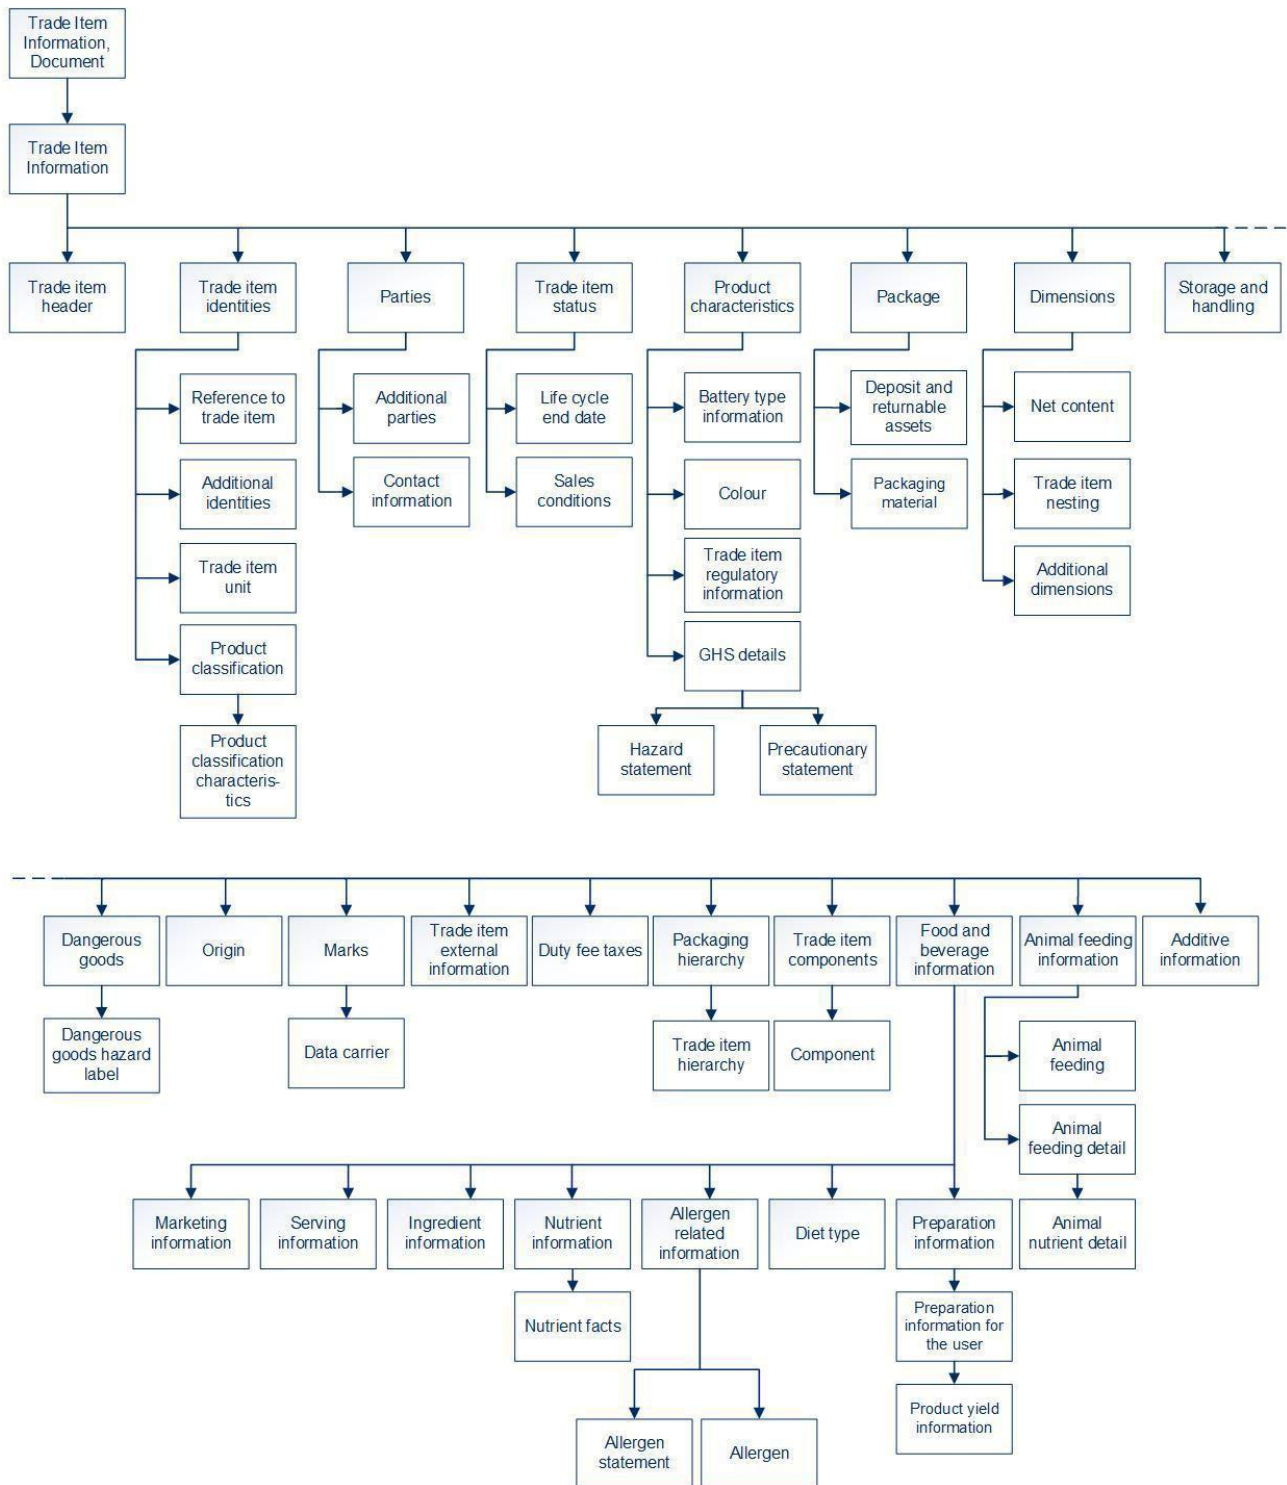 Trade Item
Information,
Document
Trade Item
Information
Trade item
header
Trade item
identities
Parties
Trade item
status
Product
characteristics
Package
Dimensions
Storage and
handling
Reference to
trade item
Additional
parties
Life cycle
end date
Battery type
information
Deposit and
returnable
assets
Net content
Additional
identities
Contact
information
Sales
conditions
Colour
Packaging
material
Trade item
nesting
Trade item
unit
Trade item
regulatory
information
Additional
dimensions
Product
classification
GHS details
Product
classification
characteris-
tics
Hazard
statement
Precautionary
statement
Dangerous
goods
Origin
Marks
Trade item
external
information
Duty fee taxes
Packaging
hierarchy
Trade item
components
Food and
beverage
information
Animal feeding
information
Additive
information
Dangerous
goods hazard
label
Data carrier
Trade item
hierarchy
Component
Animal
feeding
Animal
feeding detail
Marketing
information
Serving
information
Ingredient
information
Nutrient
information
Allergen
related
information
Diet type
Preparation
information
Animal
nutrient detail
Nutrient facts
Preparation
information for
the user
Product yield
information
Allergen
statement
Allergen